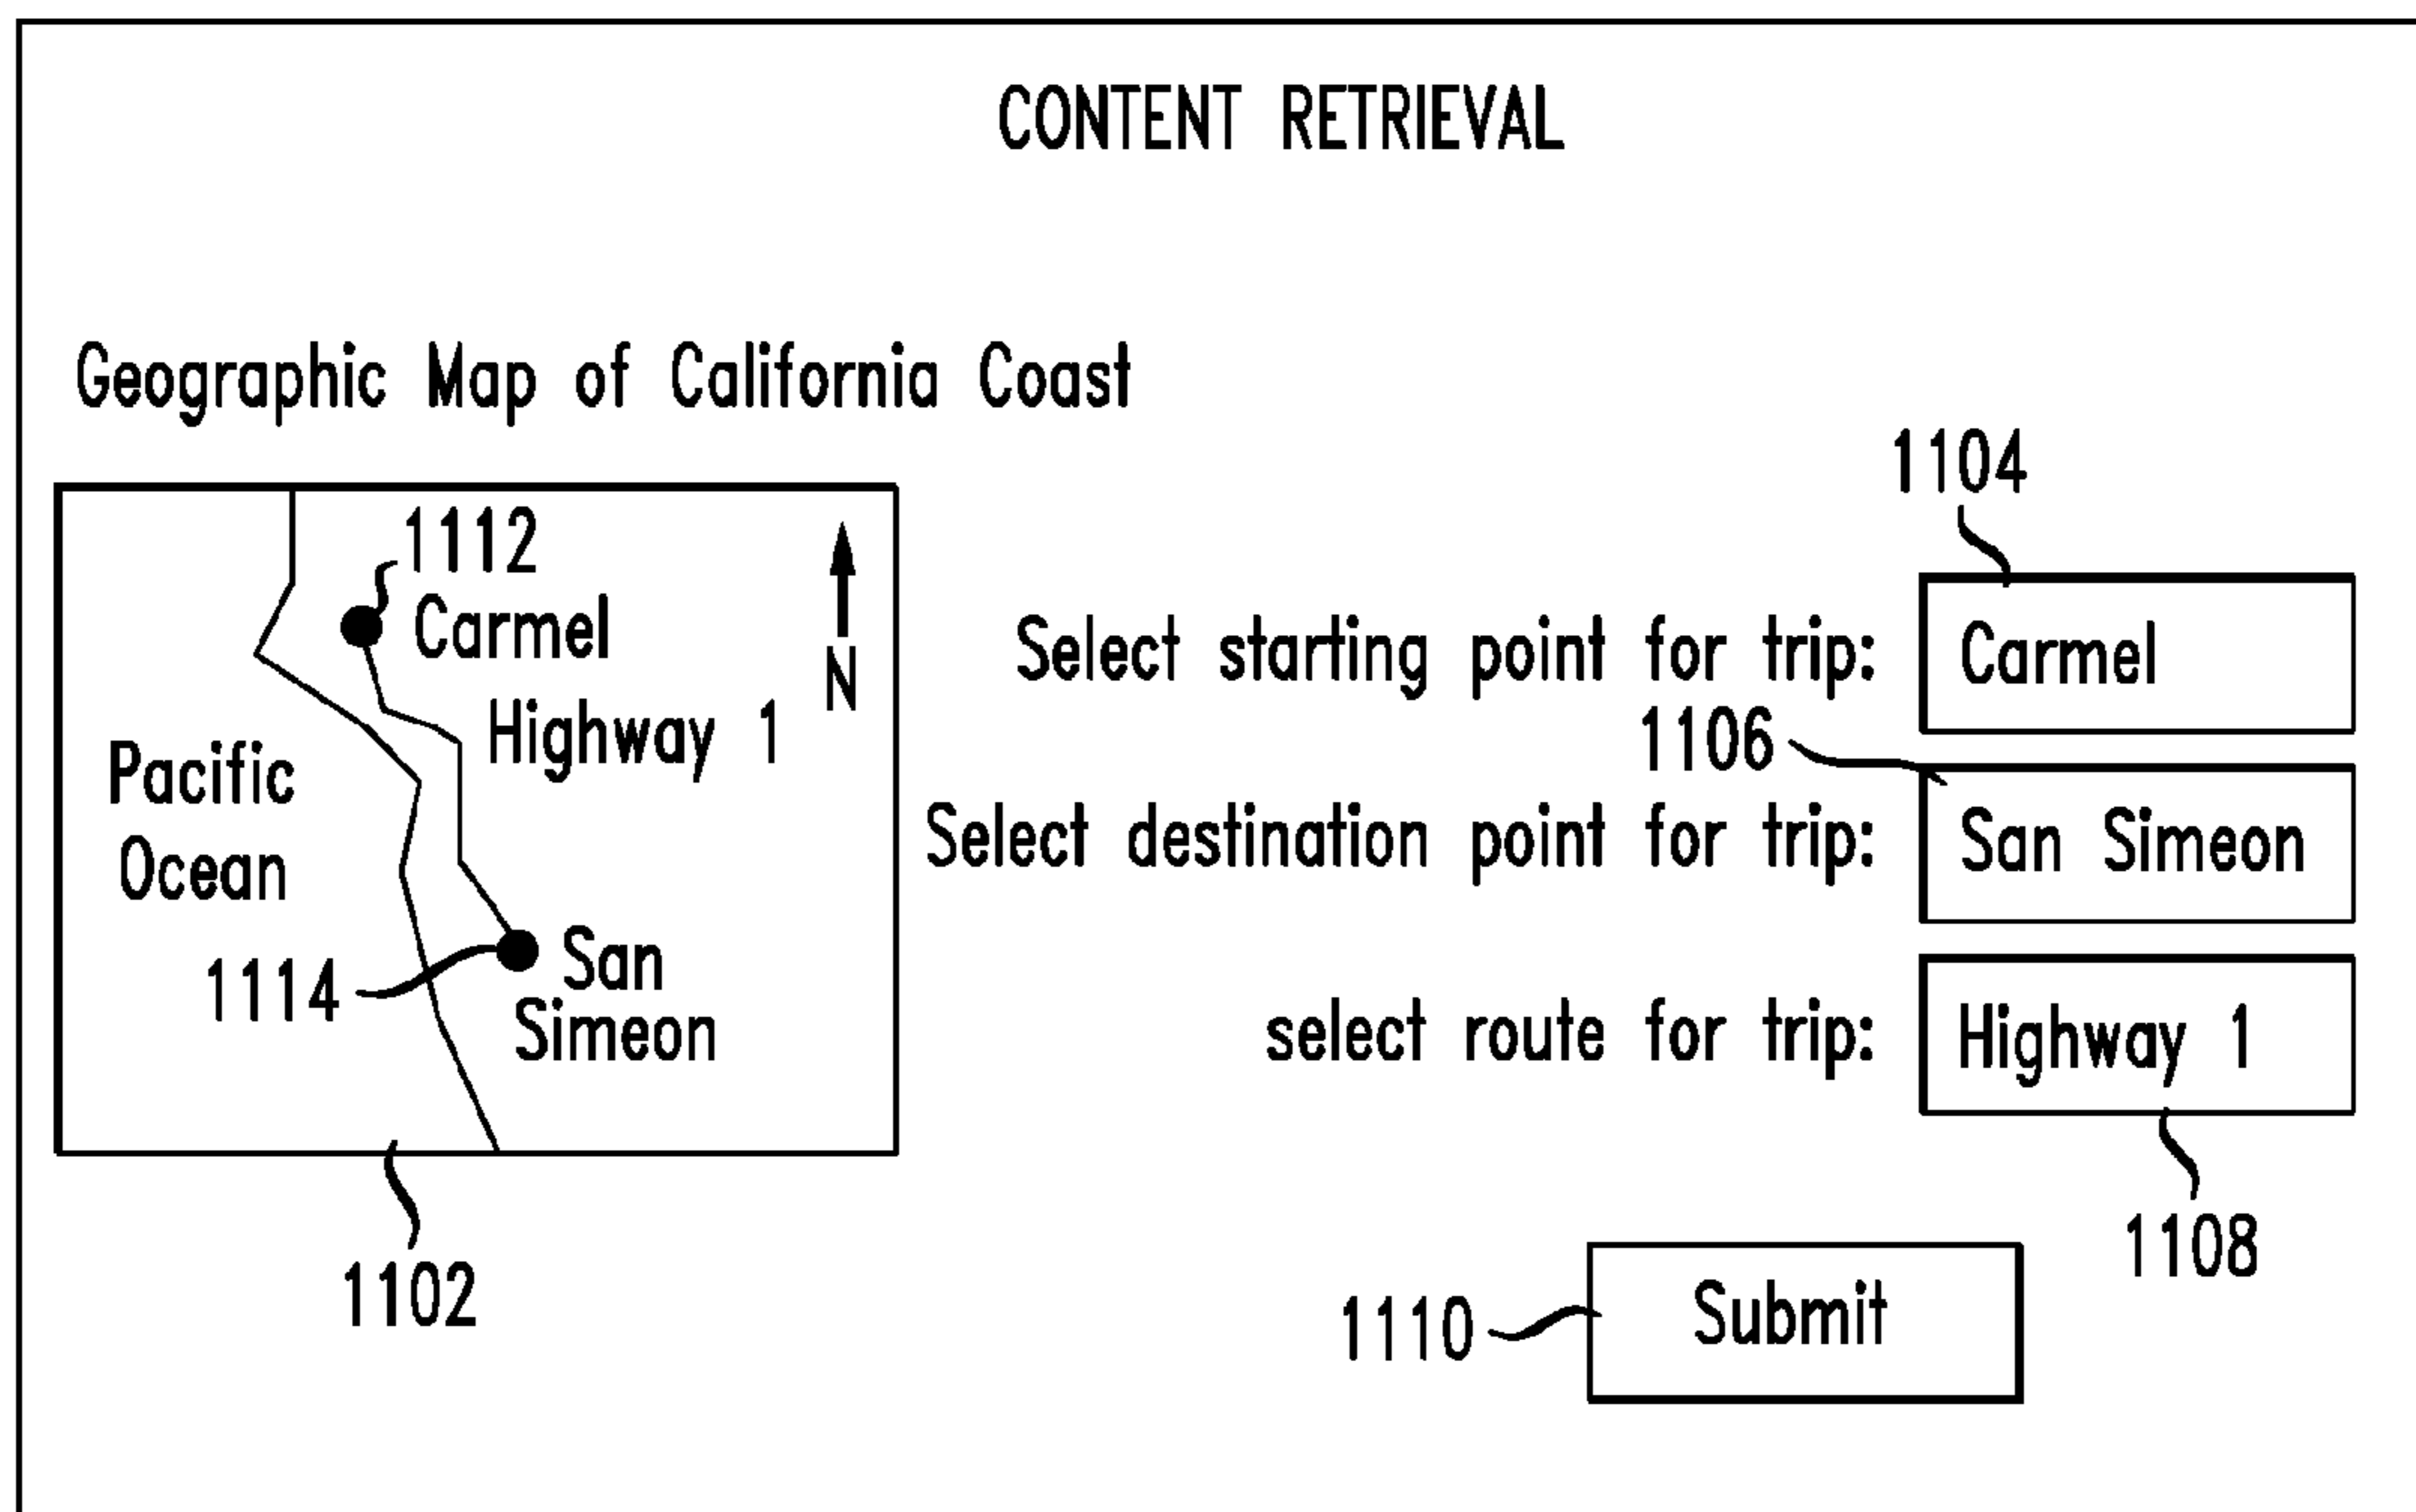 CONTENT RETRIEVAL
Geographic Map of California Coast
1112
Carmel
Highway 1
N
Pacific
Ocean
1114
San
Simeon
1102
1104
Select starting point for trip:
Carmel
1106
Select destination point for trip:
San Simeon
select route for trip:
Highway 1
1108
1110
Submit